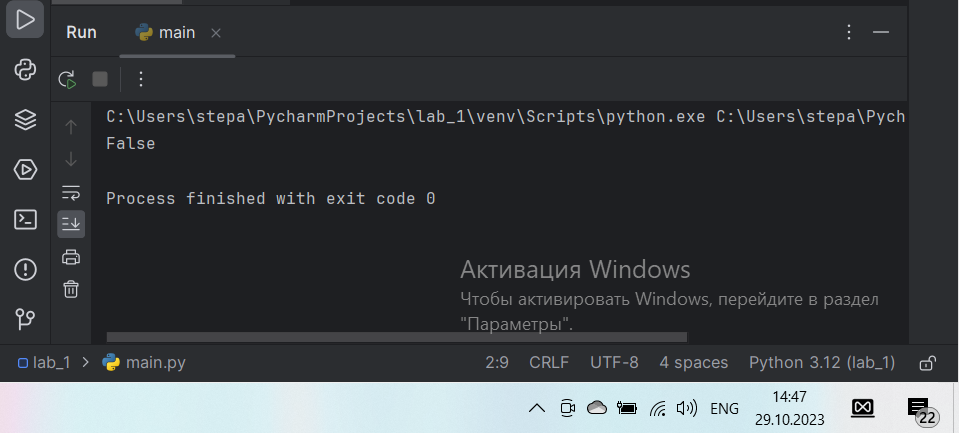 Run main
C:\Users\stepa\PycharmProjects\lab_1\venv\Scripts\python.exe C:\Users\stepa\Pych
False
Process finished with exit code 0
Активация Windows
Чтобы активировать Windows, перейдите в раздел
"Параметры".
lab_1 > main.py 2:9 CRLF UTF-8 4 spaces Python 3.12 (lab_1)
ENG 14:47
29.10.2023
22